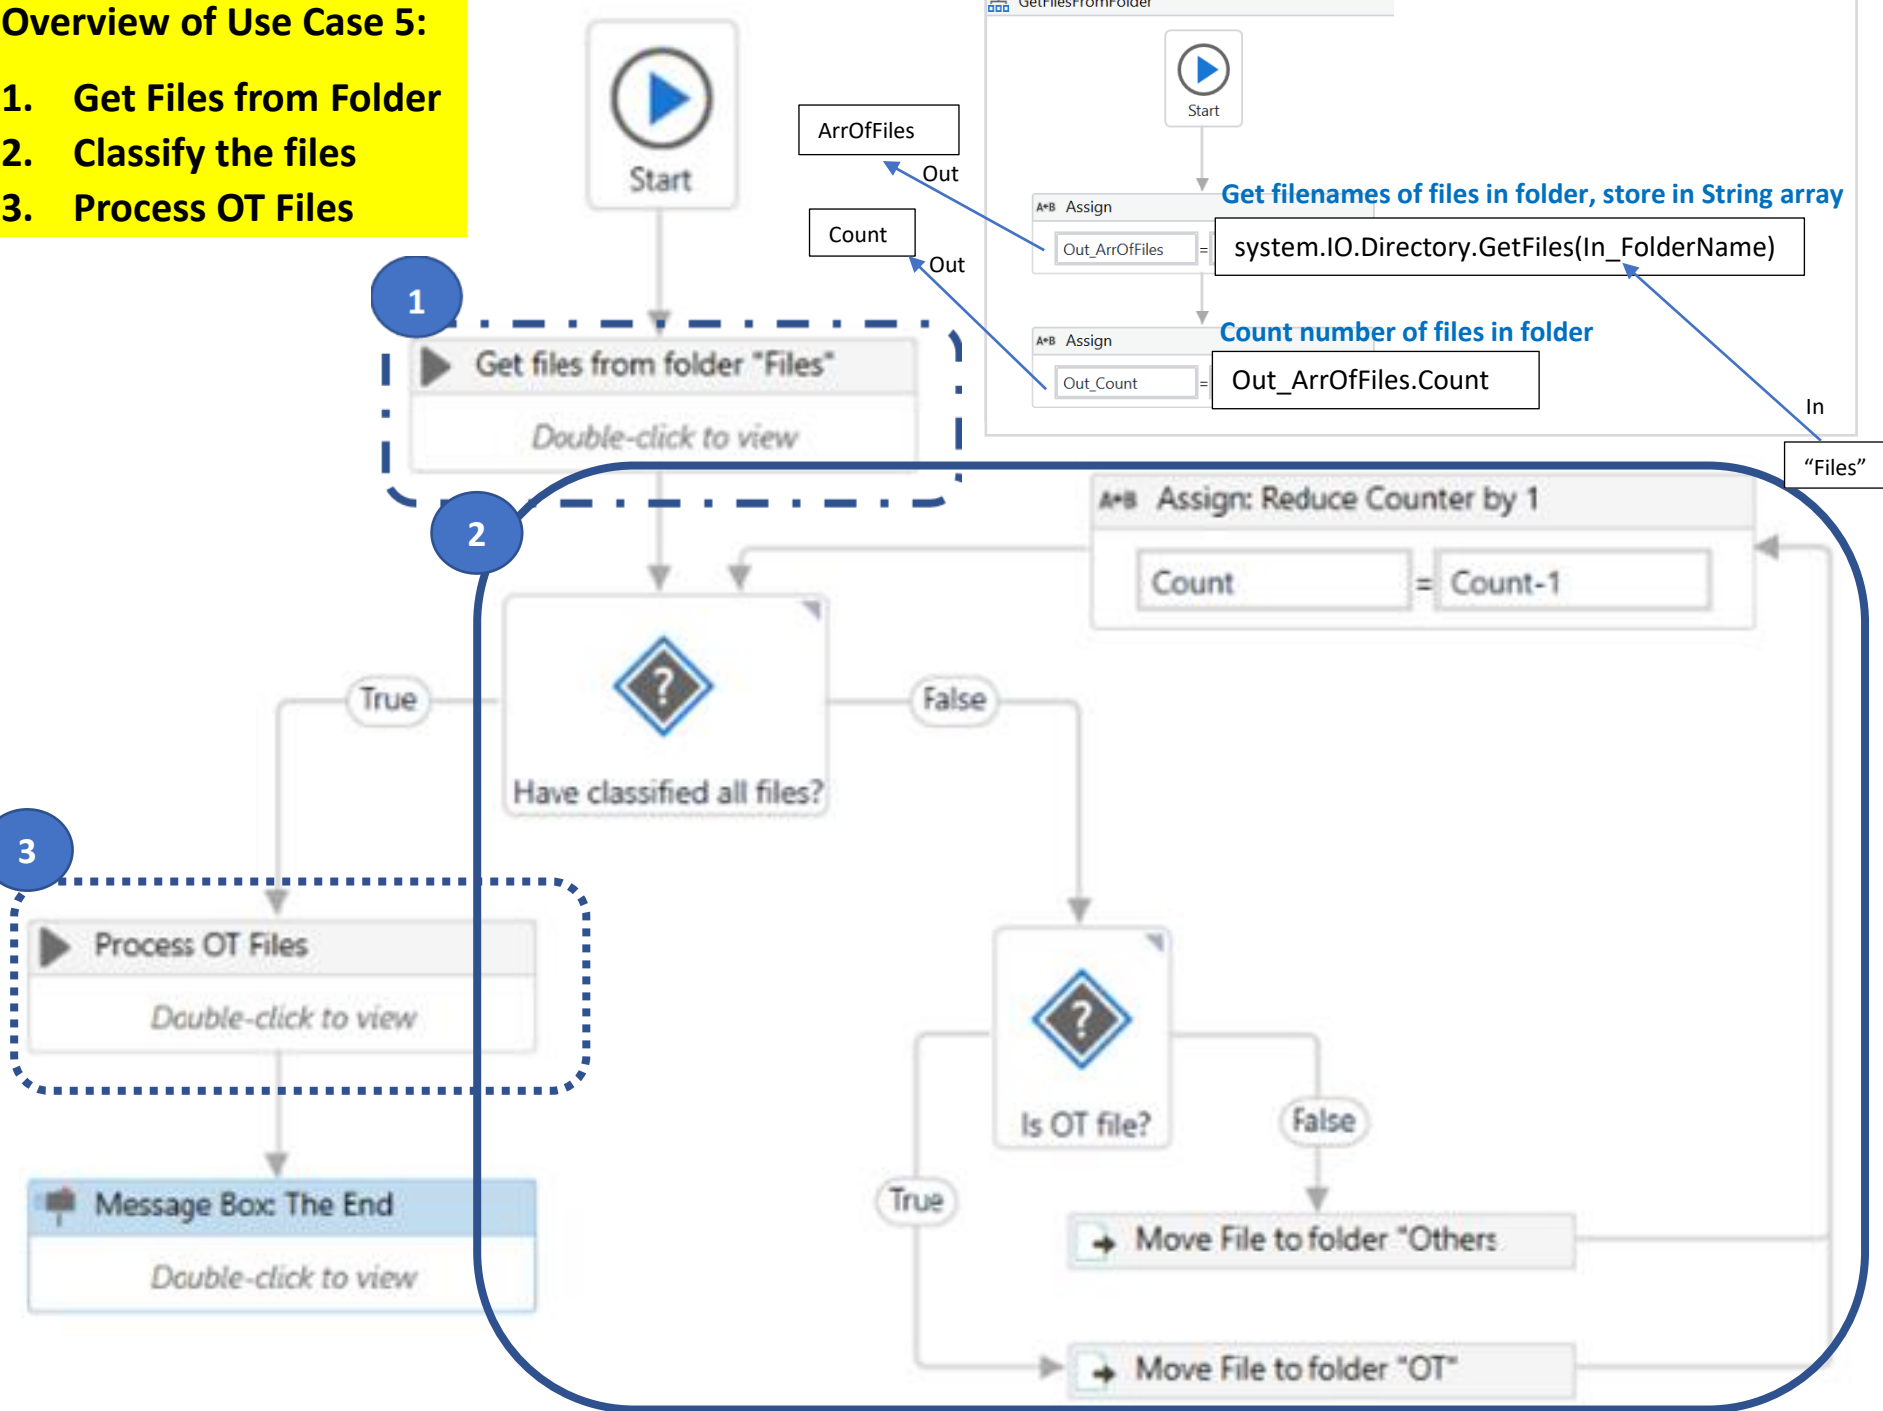 Overview of Use Case 5:
1. Get Files from Folder
2. Classify the files
3. Process OT Files
Start
GetFilesFromFolder
Start
ArrOfFiles
Out
Count
Out
Get filenames of files in folder, store in String array
A+B Assign
Out_ArrOfFiles = system.IO.Directory.GetFiles(In_FolderName)
Count number of files in folder
A+B Assign
Out_Count = Out_ArrOfFiles.Count
In
"Files"
1
Get files from folder "Files"
Double-click to view
2
A+B Assign: Reduce Counter by 1
Count = Count-1
True
False
Have classified all files?
3
Process OT Files
Double-click to view
Is OT file?
False
True
Message Box: The End
Double-click to view
Move File to folder "Others
Move File to folder "OT"